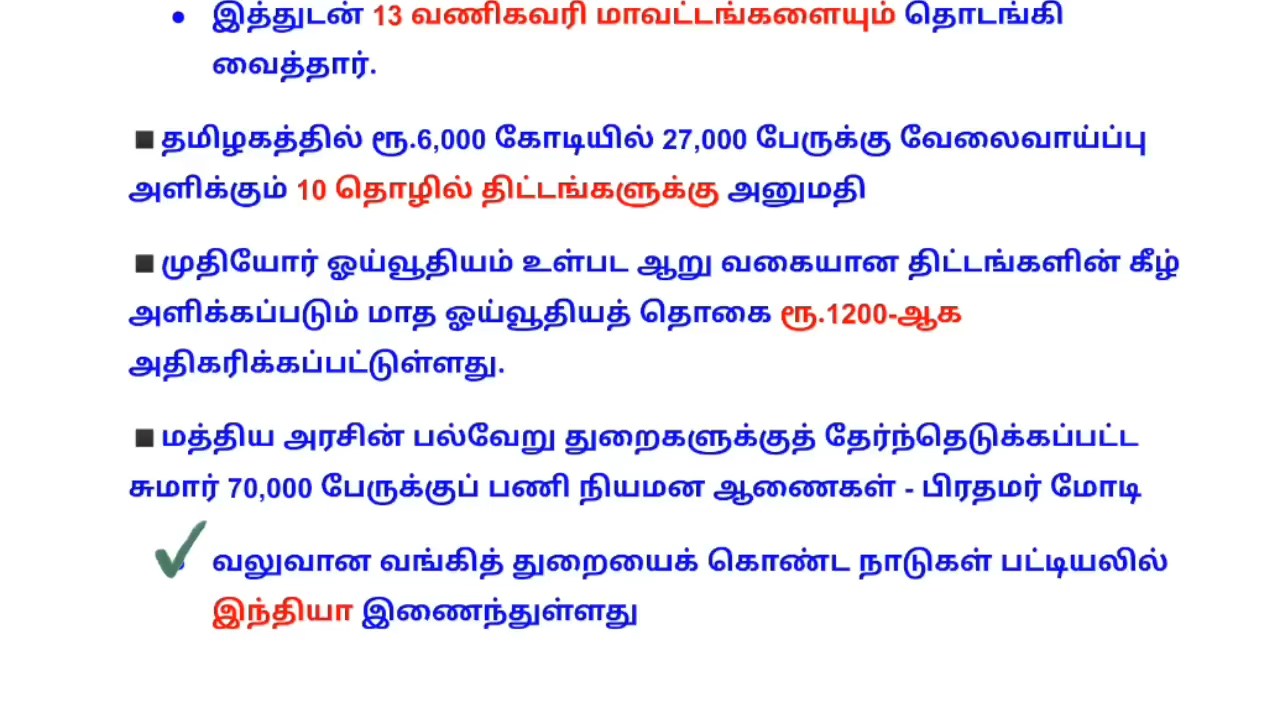 • இத்துடன் 13 வணிகவரி மாவட்டங்களையும் தொடங்கி
வைத்தார்.
◾தமிழகத்தில் ரூ.6,000 கோடியில் 27,000 பேருக்கு வேலைவாய்ப்பு
அளிக்கும் 10 தொழில் திட்டங்களுக்கு அனுமதி
◾முதியோர் ஓய்வூதியம் உள்பட ஆறு வகையான திட்டங்களின் கீழ்
அளிக்கப்படும் மாத ஓய்வூதியத் தொகை ரூ.1200-ஆக
அதிகரிக்கப்பட்டுள்ளது.
◾மத்திய அரசின் பல்வேறு துறைகளுக்குத் தேர்ந்தெடுக்கப்பட்ட
சுமார் 70,000 பேருக்குப் பணி நியமன ஆணைகள் - பிரதமர் மோடி
• வலுவான வங்கித் துறையைக் கொண்ட நாடுகள் பட்டியலில்
இந்தியா இணைந்துள்ளது